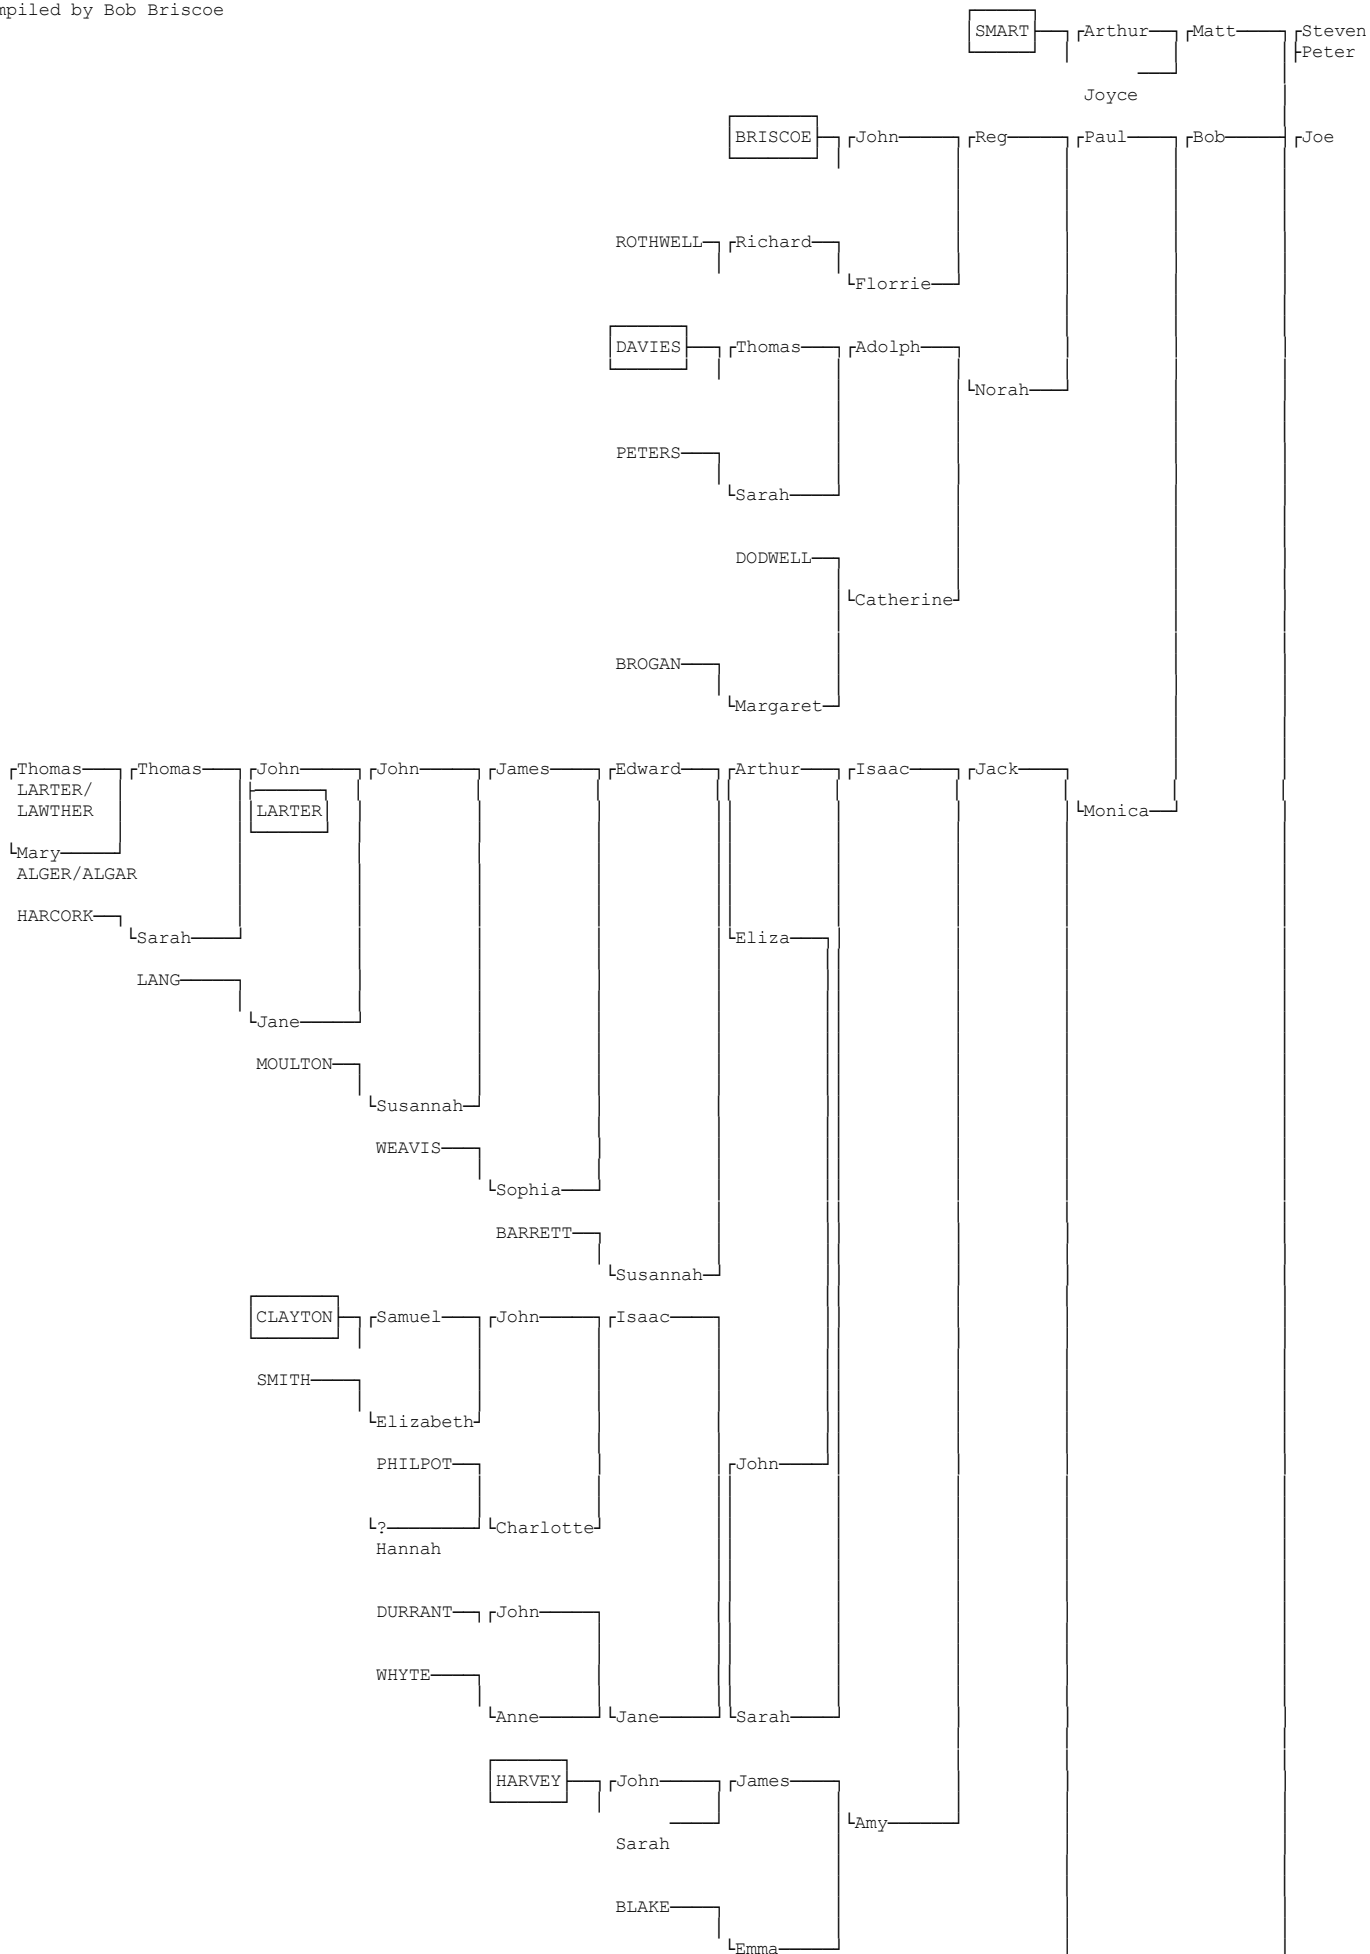 mpiled by Bob Briscoe
SMART Arthur Matt Steven
Peter
Joyce
BRISCOE John Reg Paul Bob Joe
ROTHWELL Richard
Florrie
DAVIES Thomas Adolph
Norah
PETERS
Sarah
DODWELL
Catherine
BROGAN
Margaret
Thomas Thomas John John James Edward Arthur Isaac Jack
LARTER/
LAWTHER LARTER Monica
Mary
ALGER/ALGAR
HARCORK
Sarah Eliza
LANG
Jane
MOULTON
Susannah
WEAVIS
Sophia
BARRETT
Susannah
CLAYTON Samuel John Isaac
SMITH
Elizabeth
PHILPOT John
? Charlotte
Hannah
DURRANT John
WHYTE
Anne Jane Sarah
HARVEY John James
Amy
Sarah
BLAKE
Emma